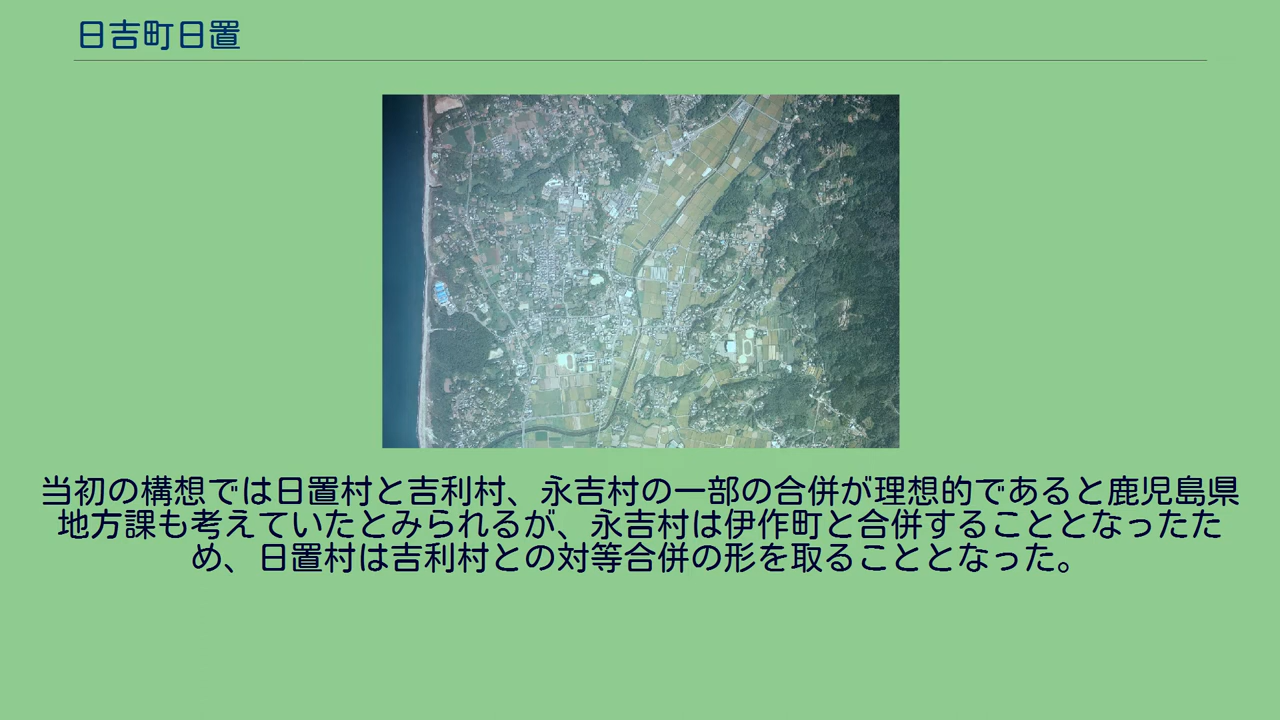 日吉町日置
当初の構想では日置村と吉利村、永吉村の一部の合併が理想的であると鹿児島県
地方課も考えていたとみられるが、永吉村は伊作町と合併することとなったた
め、日置村は吉利村との対等合併の形を取ることとなった。